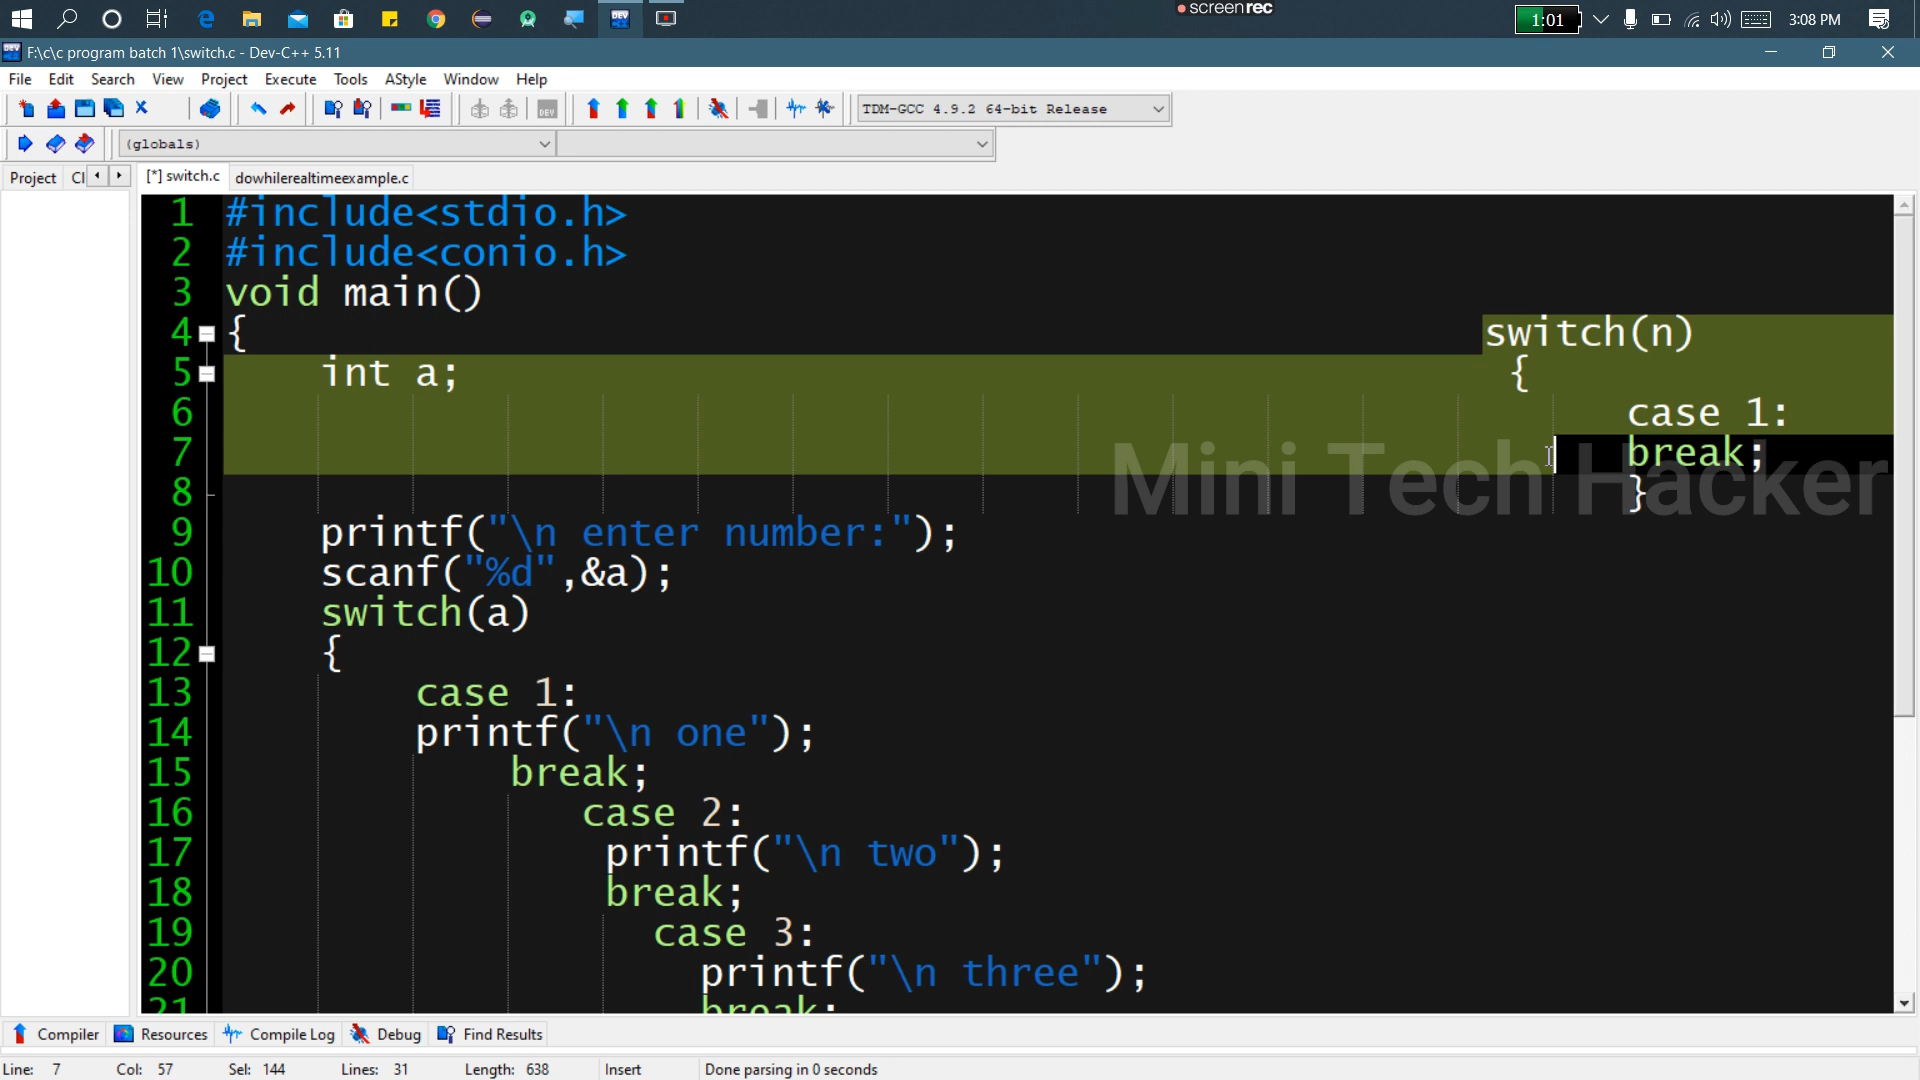 1:01
screenrec
3:08 PM
F:\c\c program batch 1\switch.c - Dev-C++ 5.11
File Edit Search View Project Execute Tools AStyle Window Help
TDM-GCC 4.9.2 64-bit Release
(globals)
Project Cl [*] switch.c dowhilerealtimeexample.c
1 #include<stdio.h>
2 #include<conio.h>
3 void main()
4 { switch(n)
5 int a; {
6 case 1:
7 break;
8 }
Mini Tech Hacker
9 printf("\n enter number:");
10 scanf("%d",&a);
11 switch(a)
12 {
13 case 1:
14 printf("\n one");
15 break;
16 case 2:
17 printf("\n two");
18 break;
19 case 3:
20 printf("\n three");
21 break;
Compiler Resources Compile Log Debug Find Results
Line: 7 Col: 57 Sel: 144 Lines: 31 Length: 638 Insert Done parsing in 0 seconds